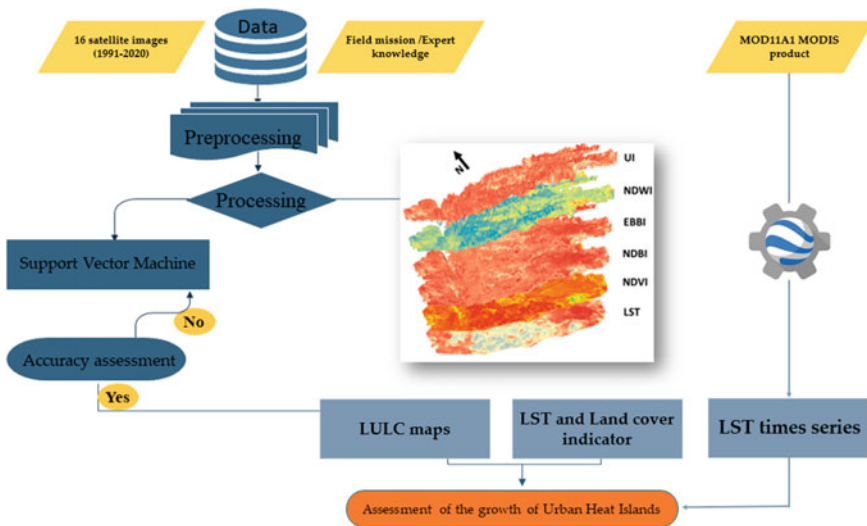 Data
16 satellite images
(1991-2020)
Field mission /Expert
knowledge
MOD11A1 MODIS
product
Preprocessing
Processing
N
UI
NDWI
EBBI
NDBI
NDVI
LST
Support Vector Machine
No
Accuracy assessment
Yes
LULC maps
LST and Land cover
indicator
LST times series
Assessment of the growth of Urban Heat Islands